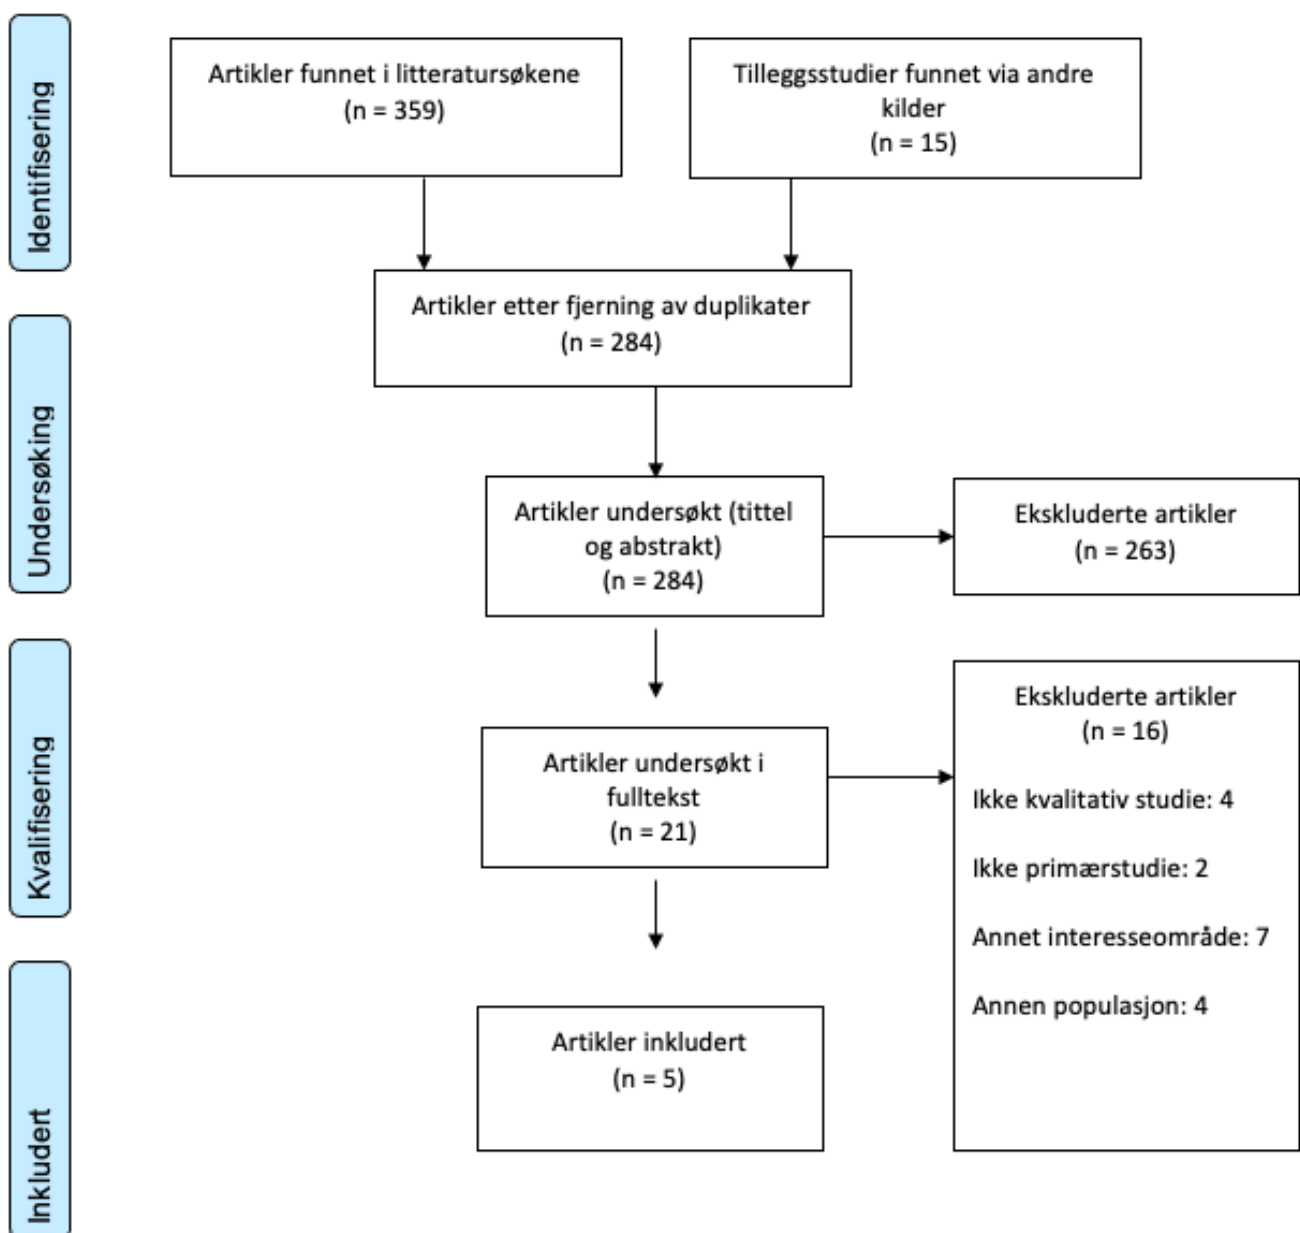 Identifisering
Artikler funnet i litteratursøkene
(n = 359)
Tilleggsstudier funnet via andre
kilder
(n = 15)
Artikler etter fjerning av duplikater
(n = 284)
Undersøking
Artikler undersøkt (tittel
og abstrakt)
(n = 284)
Ekskluderte artikler
(n = 263)
Kvalifisering
Artikler undersøkt i
fulltekst
(n = 21)
Ekskluderte artikler
(n = 16)
Ikke kvalitativ studie: 4
Ikke primærstudie: 2
Annet interesseområde: 7
Annen populasjon: 4
Inkludert
Artikler inkludert
(n = 5)